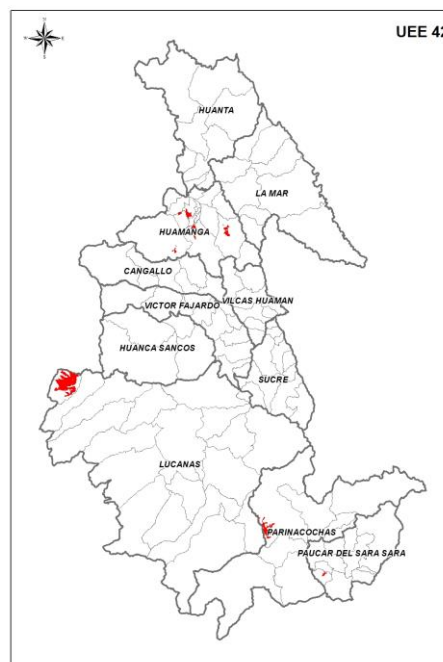 UEE 42
HUANTA
LA MAR
HUAMANGA
CANGALLO
VICTOR FAJARDO
VILCAS HUAMAN
HUANCA SANCOS
SUCRE
LUCANAS
PARINACOCHAS
PAUCAR DEL SARA SARA